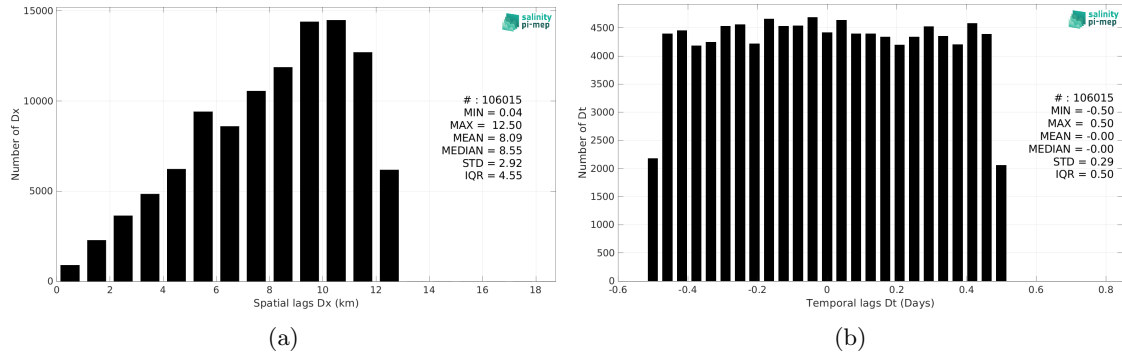 15000
10000
5000
0
Number of Dx
0 2 4 6 8 10 12 14 16 18
Spatial lags Dx (km)
salinity
pi-mep
# : 106015
MIN = 0.04
MAX = 12.50
MEAN = 8.09
MEDIAN = 8.55
STD = 2.92
IQR = 4.55
(a)
4500
4000
3500
3000
2500
2000
1500
1000
500
0
Number of Dt
-0.6 -0.4 -0.2 0 0.2 0.4 0.6 0.8
Temporal lags Dt (Days)
salinity
pi-mep
# : 106015
MIN = -0.50
MAX = 0.50
MEAN = -0.00
MEDIAN = -0.00
STD = 0.29
IQR = 0.50
(b)